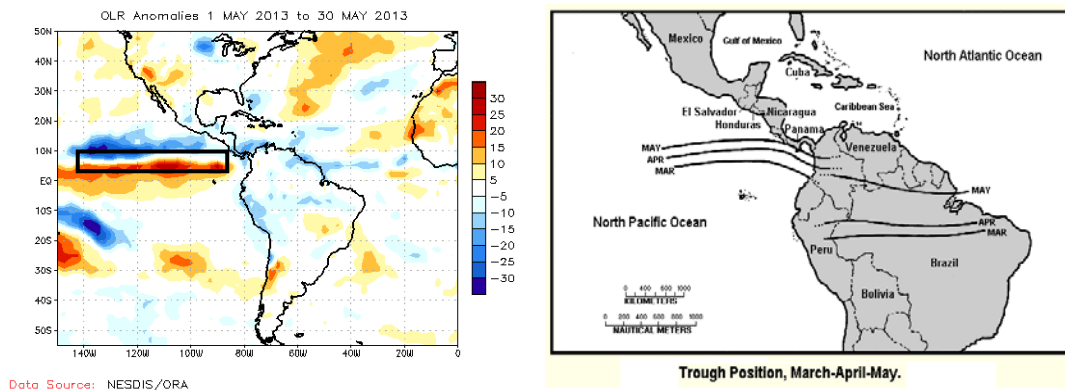 OLR Anomalies 1 MAY 2013 to 30 MAY 2013
50N
40N
30N
20N
10N
EQ
10S
20S
30S
40S
50S
140W
120W
100W
80W
60W
40W
20W
0
30
25
20
15
10
5
-5
-10
-15
-20
-25
-30
Data Source: NESDIS/ORA
Mexico
Gulf of Mexico
North Atlantic Ocean
Cuba
Caribbean Sea
El Salvador
Nicaragua
Honduras
Panama
Venezuela
MAY
APR
MAR
MAY
North Pacific Ocean
APR
MAR
Peru
Brazil
Bolivia
KILOMETERS
NAUTICAL METERS
Trough Position, March-April-May.